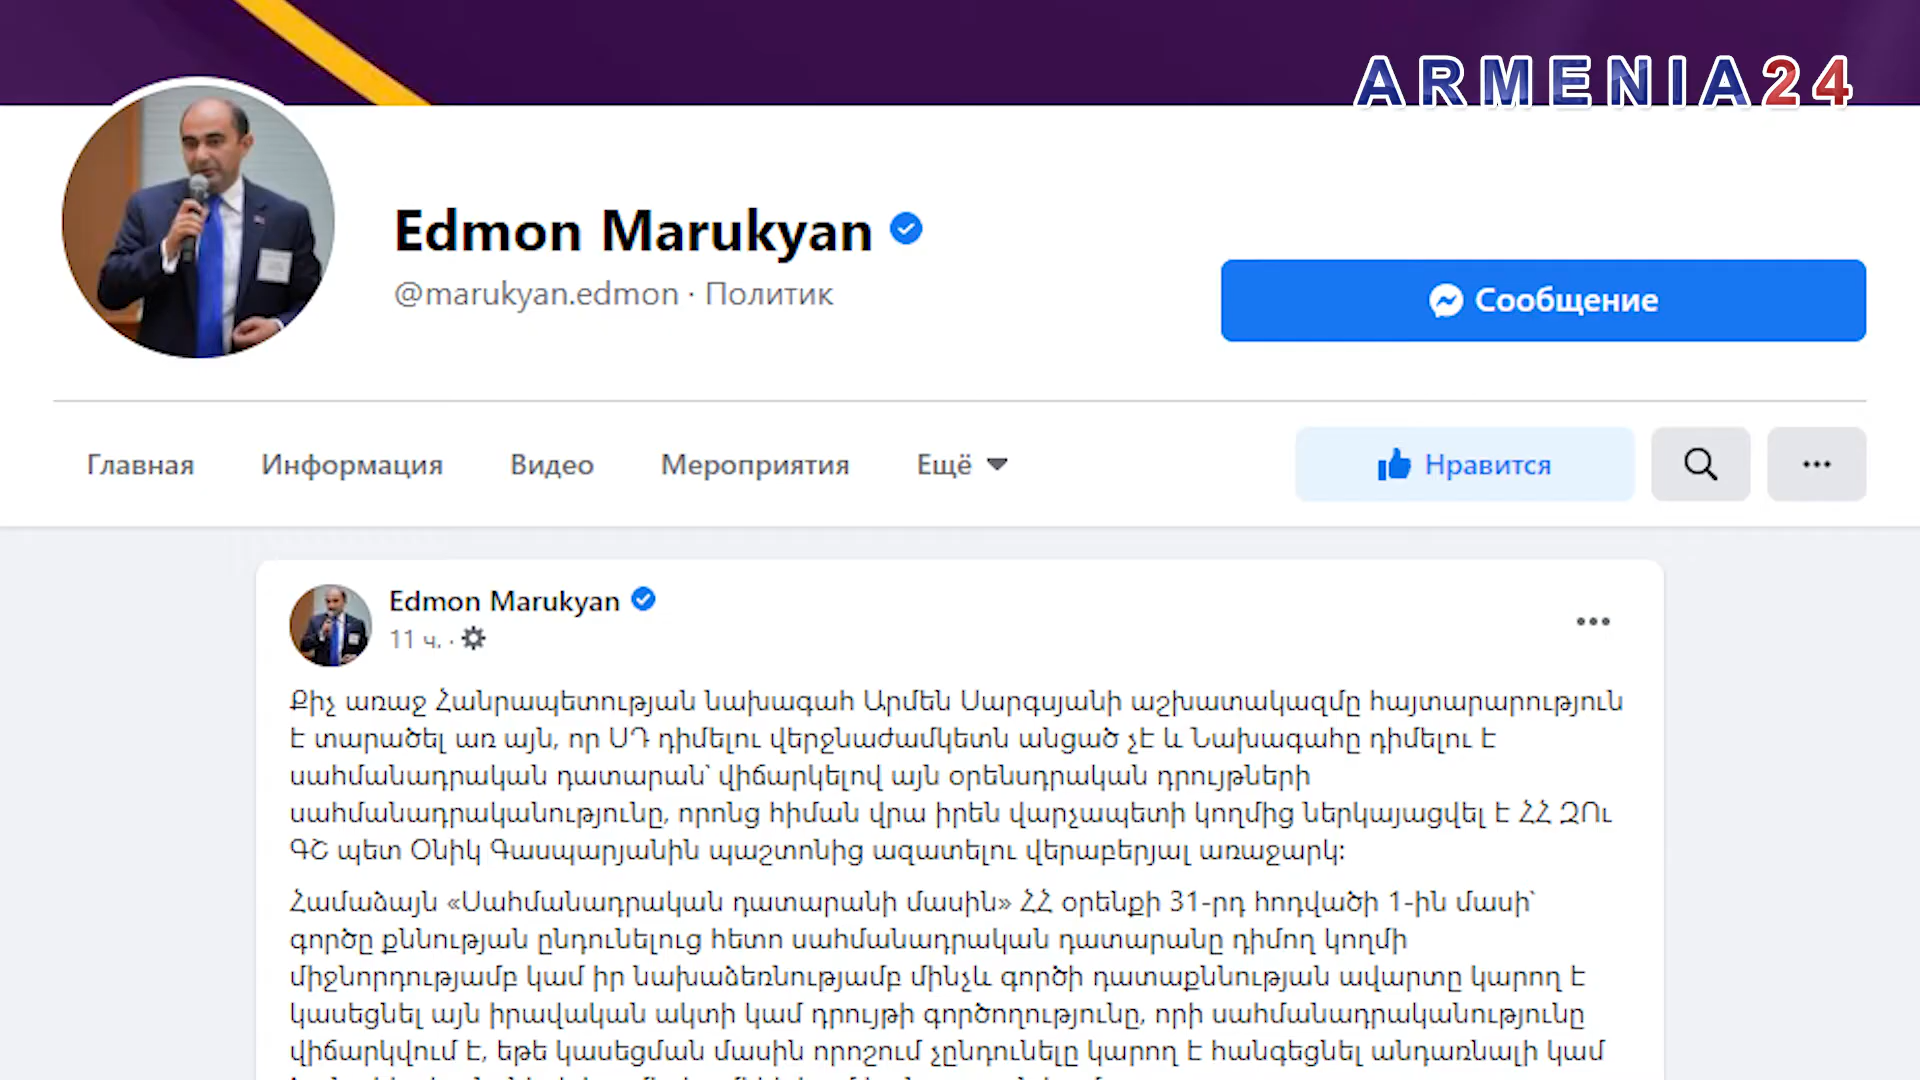 ARMENIA24
Edmon Marukyan
@marukyan.edmon · Политик
Сообщение
Главная Информация Видео Мероприятия Ещё Нравится
Edmon Marukyan
11 ч. ·
Քիչ առաջ Հանրապետության նախագահ Արմեն Սարգսյանի աշխատակազմը հայտարարություն
է տարածել առ այն, որ ՍԴ դիմելու վերջնաժամկետն անցած չէ և Նախագահը դիմելու է
սահմանադրական դատարան՝ վիճարկելով այն օրենսդրական դրույթների
սահմանադրականությունը, որոնց հիման վրա իրեն վարչապետի կողմից ներկայացվել է ՀՀ ԶՈւ
ԳՇ պետ Օնիկ Գասպարյանին պաշտոնից ազատելու վերաբերյալ առաջարկ:
Համաձայն «Սահմանադրական դատարանի մասին» ՀՀ օրենքի 31-րդ հոդվածի 1-ին մասի՝
գործը քննության ընդունելուց հետո սահմանադրական դատարանը դիմող կողմի
միջնորդությամբ կամ իր նախաձեռնությամբ մինչև գործի դատաքննության ավարտը կարող է
կասեցնել այն իրավական ակտի կամ դրույթի գործողությունը, որի սահմանադրականությունը
վիճարկվում է, եթե կասեցման մասին որոշում չընդունելը կարող է հանգեցնել անդառնալի կամ